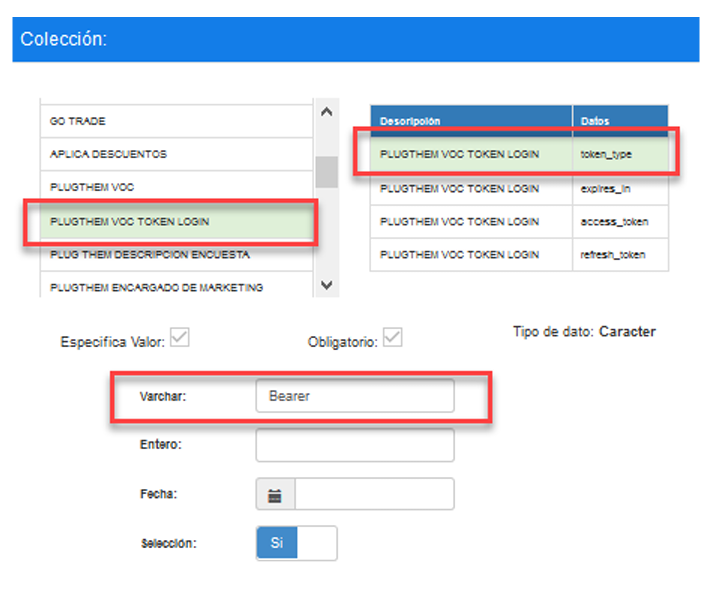 Colección:
GO TRADE
APLICA DESCUENTOS
PLUGTHEM VOC
PLUGTHEM VOC TOKEN LOGIN
PLUG THEM DESCRIPCION ENCUESTA
PLUGTHEM ENCARGADO DE MARKETING
Descripción Datos
PLUGTHEM VOC TOKEN LOGIN token_type
PLUGTHEM VOC TOKEN LOGIN expires_in
PLUGTHEM VOC TOKEN LOGIN access_token
PLUGTHEM VOC TOKEN LOGIN refresh_token
Especifica Valor:
Obligatorio:
Tipo de dato: Caracter
Varchar: Bearer
Entero:
Fecha:
Selección: Si